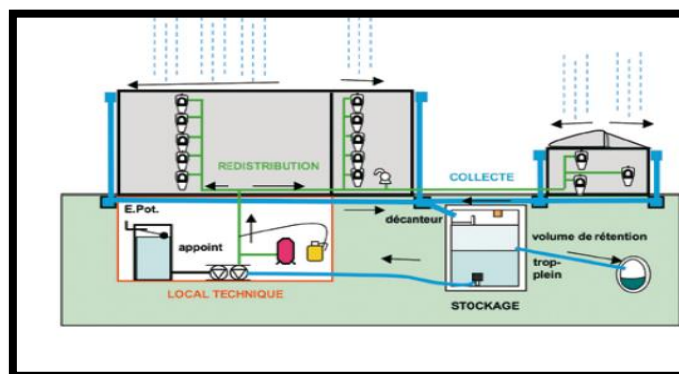 REDISTRIBUTION
COLLECTE
E.Pot.
appoint
décanteur
volume de rétention
trop-
plein
LOCAL TECHNIQUE
STOCKAGE